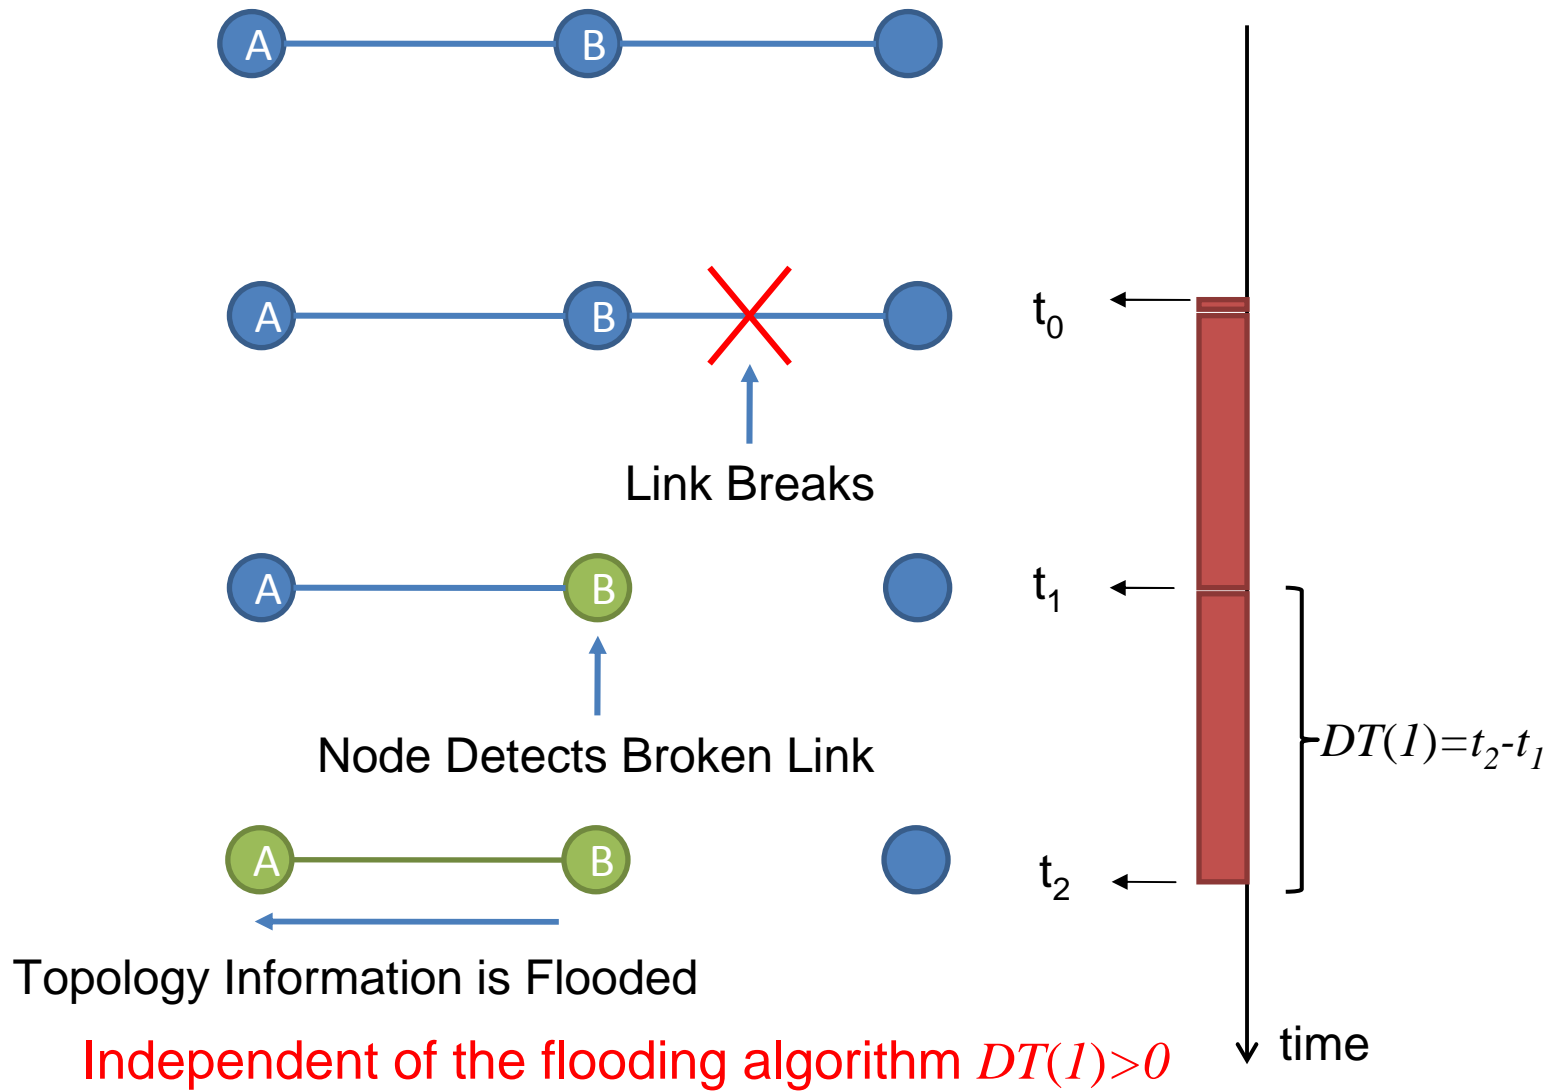 A B
A B
t0
Link Breaks
A B
t1
Node Detects Broken Link
DT(1)=t2-t1
A B
t2
Topology Information is Flooded
Independent of the flooding algorithm DT(1)>0
time